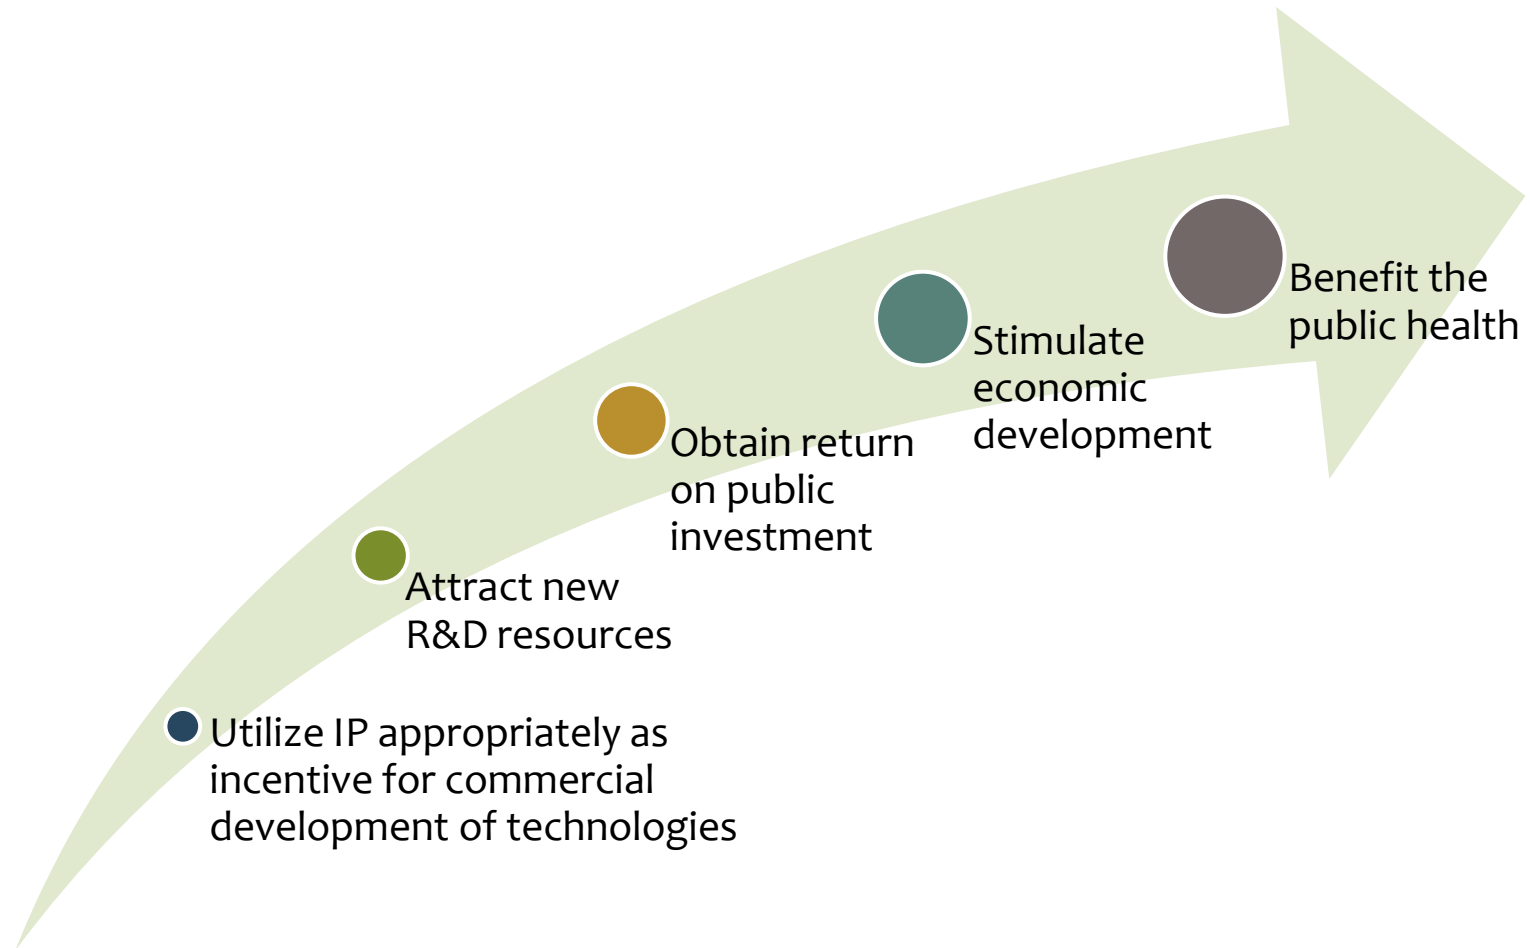 Benefit the
public health
Stimulate
economic
development
Obtain return
on public
investment
Attract new
R&D resources
Utilize IP appropriately as
incentive for commercial
development of technologies